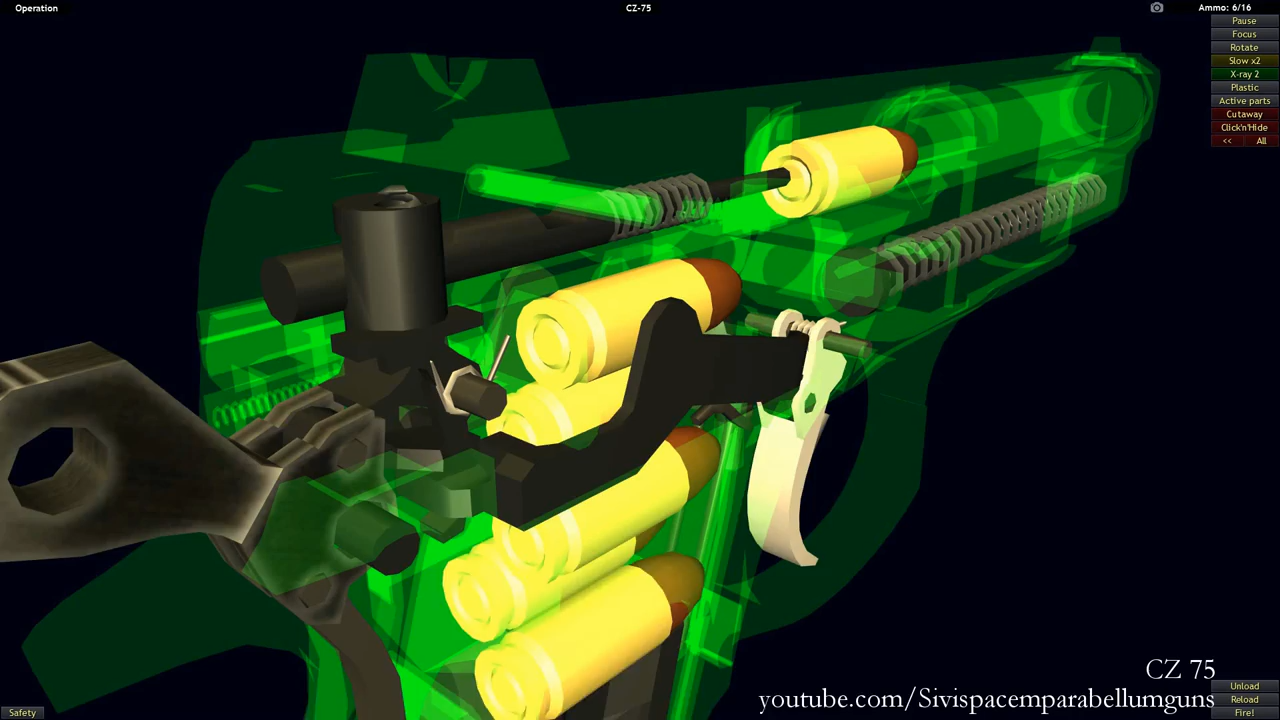 Operation
CZ-75
Ammo: 6/16
Pause
Focus
Rotate
Slow x2
X-ray 2
Plastic
Active parts
Cutaway
Click'n'Hide
<< All
CZ 75
youtube.com/Sivispacemparabellumguns
Unload
Reload
Fire!
Safety